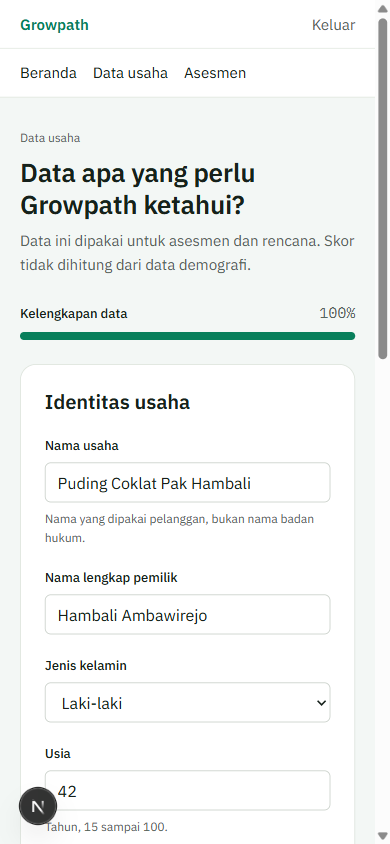 Growpath
Keluar
Beranda Data usaha Asesmen
Data usaha
Data apa yang perlu
Growpath ketahui?
Data ini dipakai untuk asesmen dan rencana. Skor
tidak dihitung dari data demografi.
Kelengkapan data
100%
Identitas usaha
Nama usaha
Puding Coklat Pak Hambali
Nama yang dipakai pelanggan, bukan nama badan
hukum.
Nama lengkap pemilik
Hambali Ambawirejo
Jenis kelamin
Laki-laki
Usia
42
N
Tahun, 15 sampai 100.